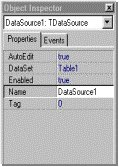 Object Inspector
DataSource1: TDataSource
Properties Events
AutoEdit true
DataSet Table1
Enabled true
Name DataSource1
Tag 0